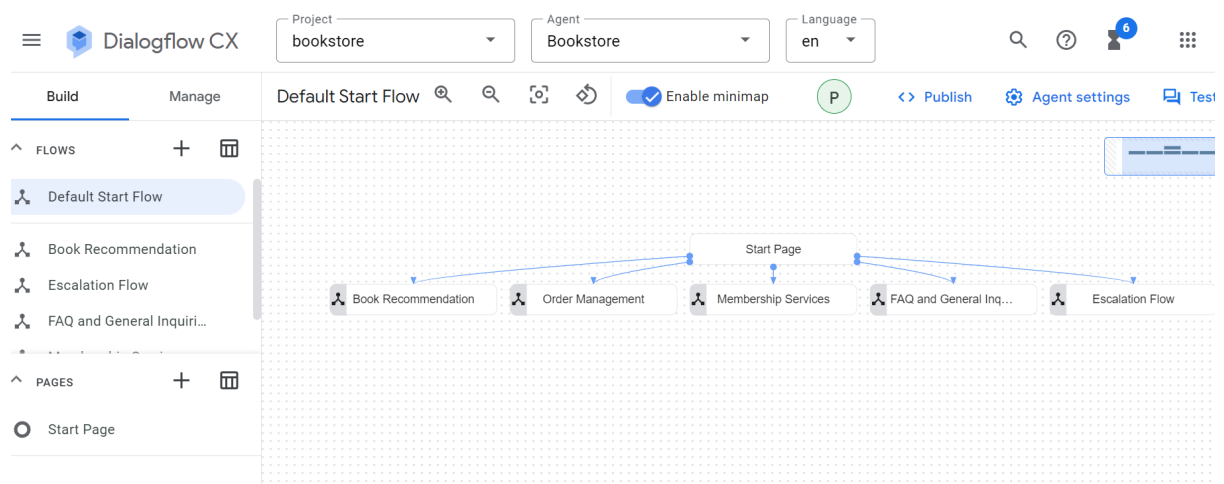 Project
Agent
Language
6
Dialogflow CX
bookstore
Bookstore
en
Build
Manage
Default Start Flow
Enable minimap
P
Publish
Agent settings
Test
FLOWS
Default Start Flow
Book Recommendation
Escalation Flow
FAQ and General Inquiri...
PAGES
Start Page
Start Page
Book Recommendation
Order Management
Membership Services
FAQ and General Inq...
Escalation Flow